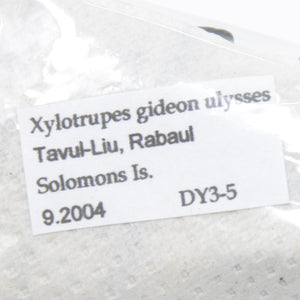 Xylotrupes gideon ulysses
Tavul-Liu, Rabaul
Solomons Is.
9.2004 DY3-5